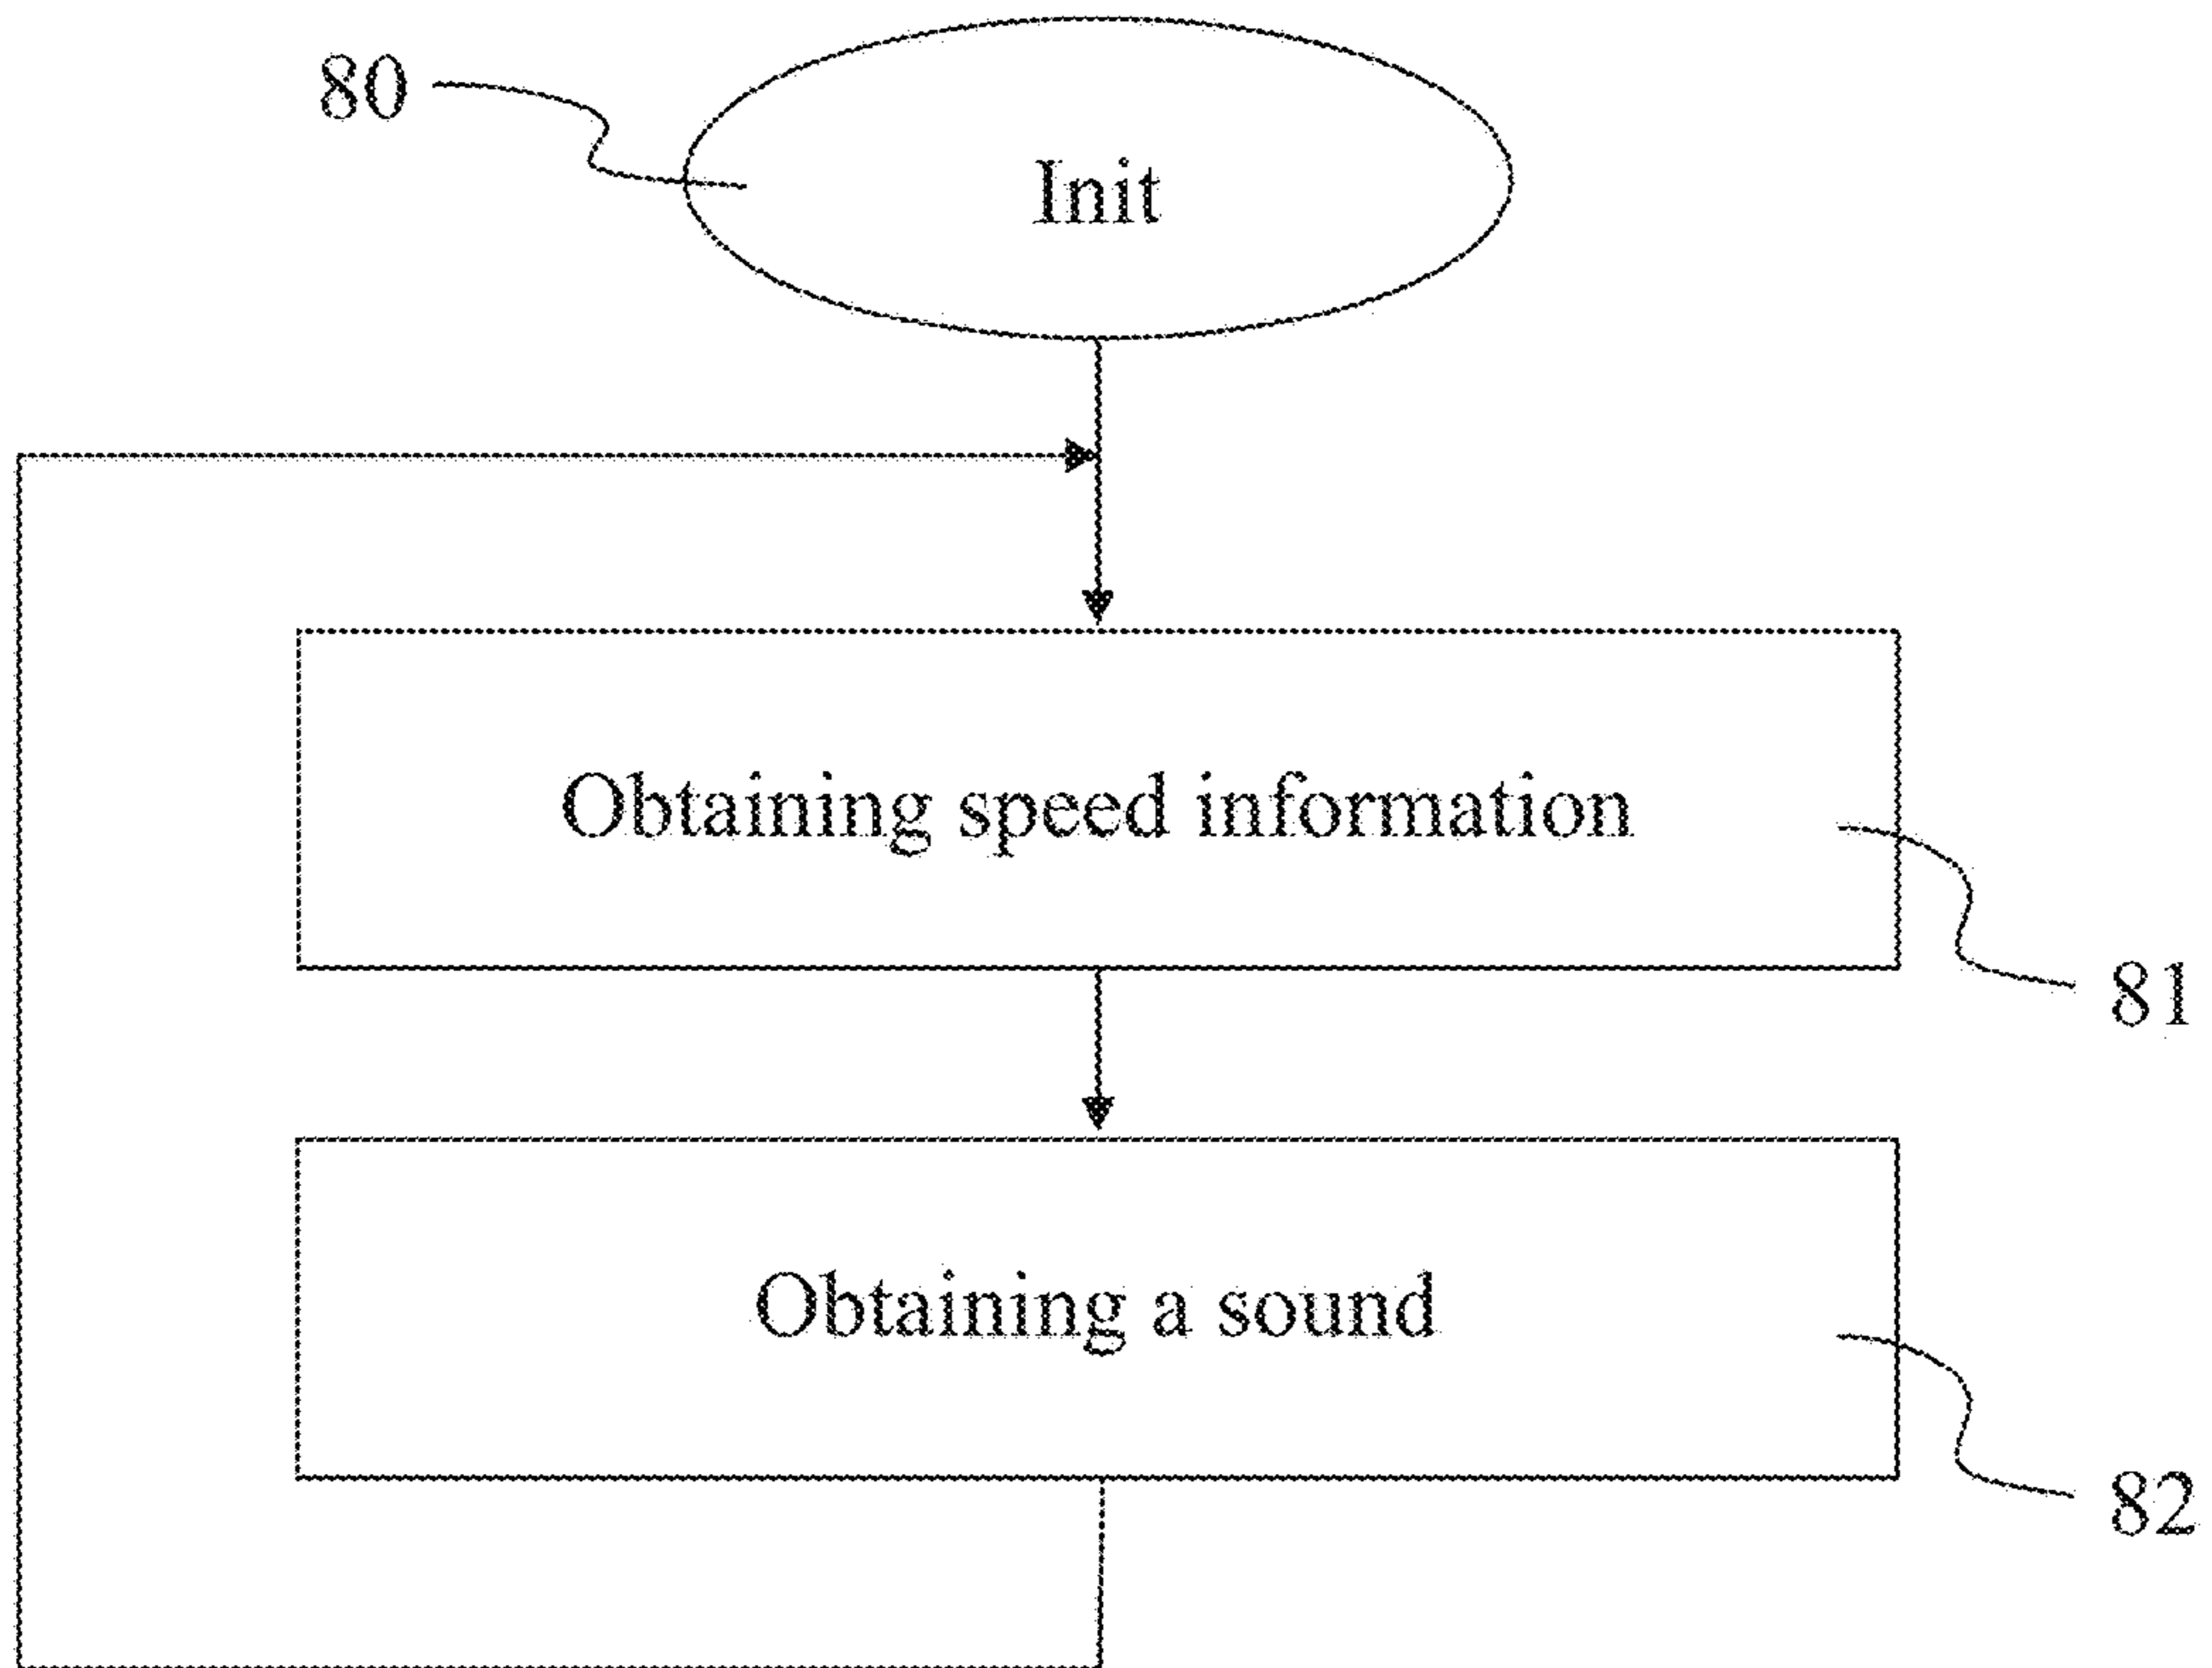 80
Init
Obtaining speed information
81
Obtaining a sound
82